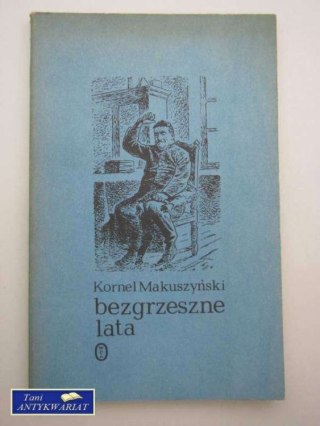 Kornel Makuszyński
bezgrzeszne
lata
Tani
ANTYKWARIAT